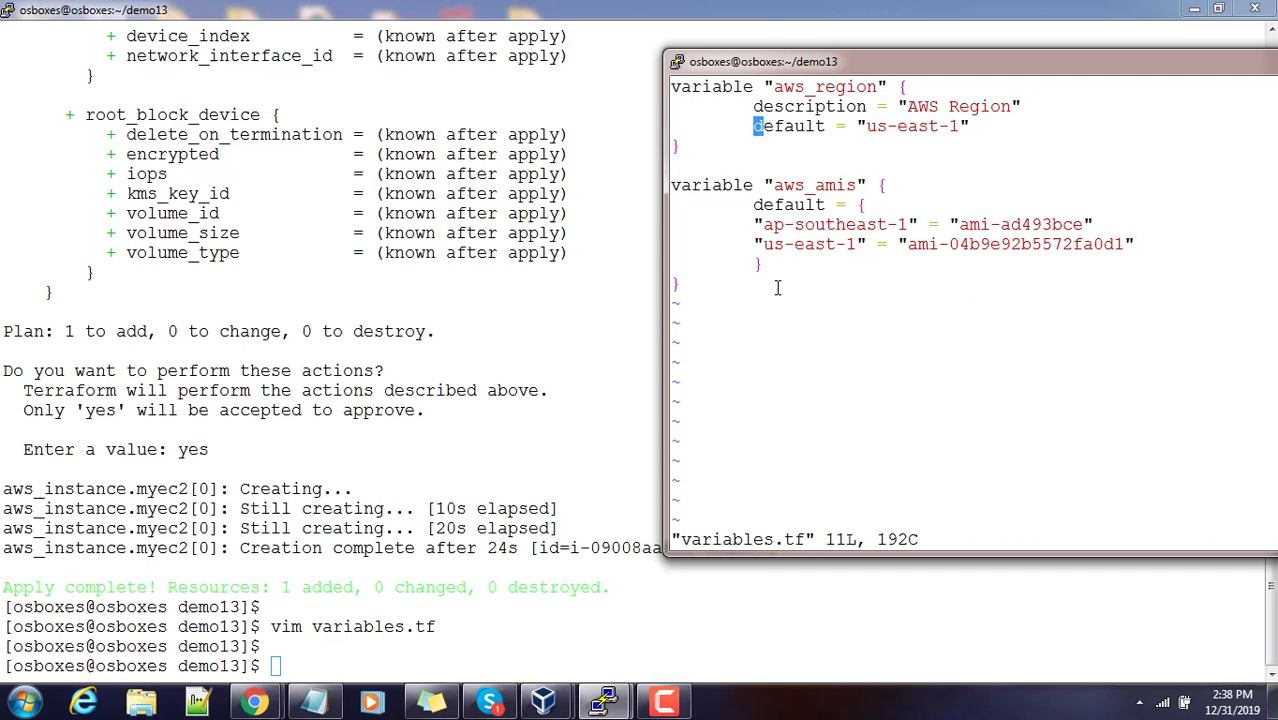 osboxes@osboxes:~/demo13
+ device_index = (known after apply)
+ network_interface_id = (known after apply)
}
+ root_block_device {
+ delete_on_termination = (known after apply)
+ encrypted = (known after apply)
+ iops = (known after apply)
+ kms_key_id = (known after apply)
+ volume_id = (known after apply)
+ volume_size = (known after apply)
+ volume_type = (known after apply)
}
}
Plan: 1 to add, 0 to change, 0 to destroy.
Do you want to perform these actions?
Terraform will perform the actions described above.
Only 'yes' will be accepted to approve.
Enter a value: yes
aws_instance.myec2[0]: Creating...
aws_instance.myec2[0]: Still creating... [10s elapsed]
aws_instance.myec2[0]: Still creating... [20s elapsed]
aws_instance.myec2[0]: Creation complete after 24s [id=i-09008aa
Apply complete! Resources: 1 added, 0 changed, 0 destroyed.
[osboxes@osboxes demo13]$
[osboxes@osboxes demo13]$ vim variables.tf
[osboxes@osboxes demo13]$
[osboxes@osboxes demo13]$
osboxes@osboxes:~/demo13
variable "aws_region" {
description = "AWS Region"
default = "us-east-1"
}
variable "aws_amis" {
default = {
"ap-southeast-1" = "ami-ad493bce"
"us-east-1" = "ami-04b9e92b5572fa0d1"
}
}
~
~
~
~
~
~
~
~
~
~
~
~
"variables.tf" 11L, 192C
2:38 PM
12/31/2019